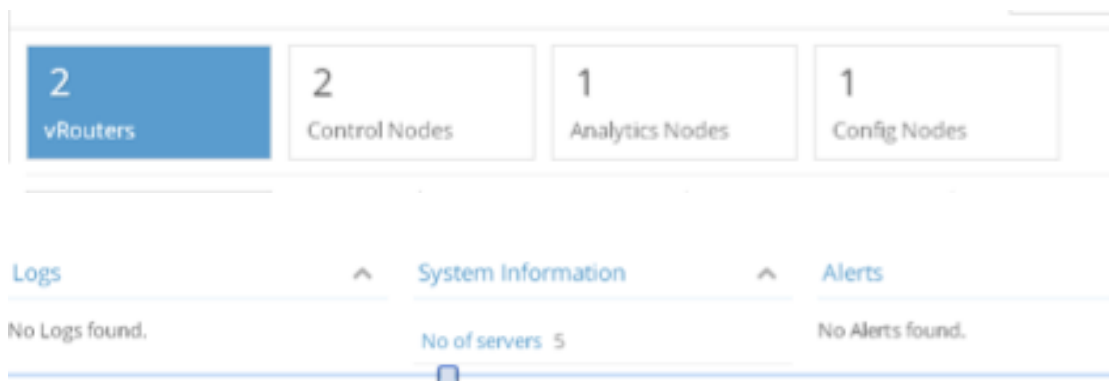 2
vRouters
2
Control Nodes
1
Analytics Nodes
1
Config Nodes
Logs
No Logs found.
System Information
No of servers 5
Alerts
No Alerts found.